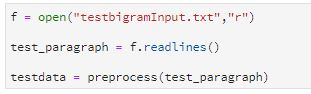 f = open("testbigramInput.txt","r")
test_paragraph = f.readlines()
testdata = preprocess(test_paragraph)